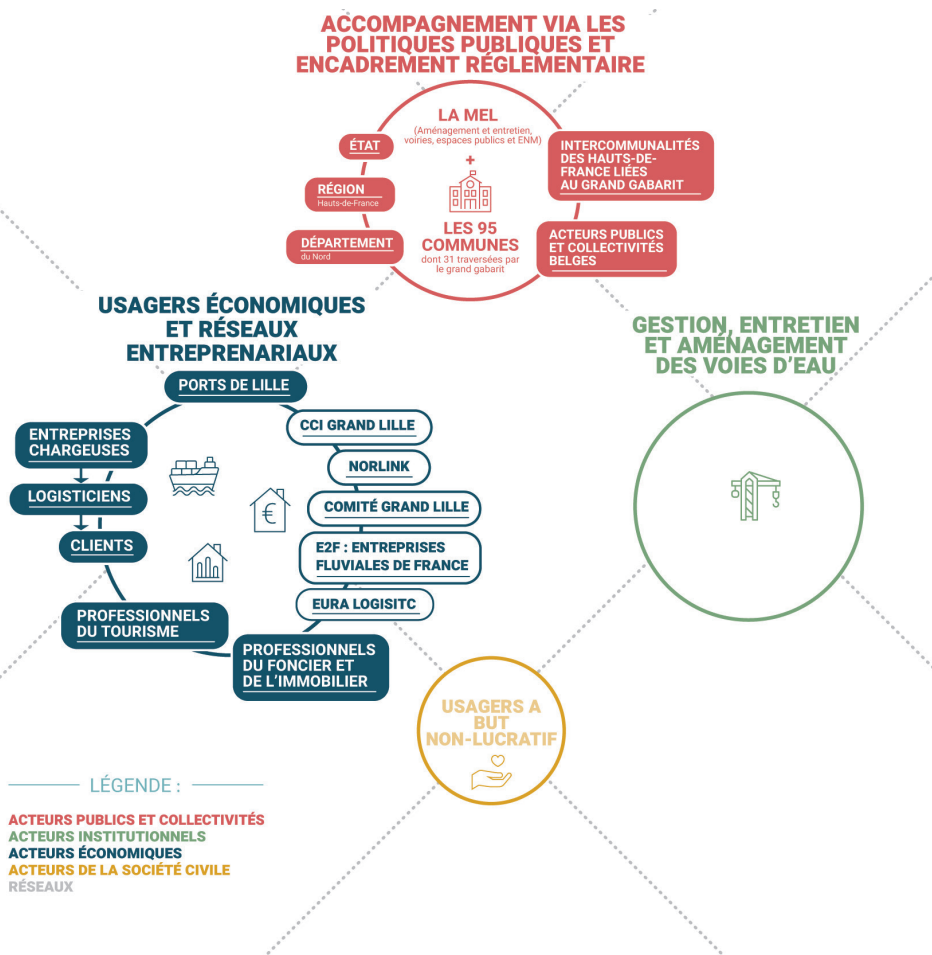 ACCOMPAGNEMENT VIA LES
POLITIQUES PUBLIQUES ET
ENCADREMENT RÉGLEMENTAIRE
LA MEL
(Aménagement et entretien,
voiries, espaces publics et ENM)
+
LES 95
COMMUNES
dont 31 traversées par
le grand gabarit
ÉTAT
RÉGION
Hauts-de-France
DÉPARTEMENT
du Nord
INTERCOMMUNALITÉS
DES HAUTS-DE-
FRANCE LIÉES
AU GRAND GABARIT
ACTEURS PUBLICS
ET COLLECTIVITÉS
BELGES
USAGERS ÉCONOMIQUES
ET RÉSEAUX
ENTREPRENARIAUX
PORTS DE LILLE
ENTREPRISES
CHARGEUSES
LOGISTICIENS
CLIENTS
PROFESSIONNELS
DU TOURISME
PROFESSIONNELS
DU FONCIER ET
DE L'IMMOBILIER
CCI GRAND LILLE
NORLINK
COMITÉ GRAND LILLE
E2F : ENTREPRISES
FLUVIALES DE FRANCE
EURA LOGISITC
€
GESTION, ENTRETIEN
ET AMÉNAGEMENT
DES VOIES D'EAU
USAGERS A
BUT
NON-LUCRATIF
LÉGENDE :
ACTEURS PUBLICS ET COLLECTIVITÉS
ACTEURS INSTITUTIONNELS
ACTEURS ÉCONOMIQUES
ACTEURS DE LA SOCIÉTÉ CIVILE
RÉSEAUX